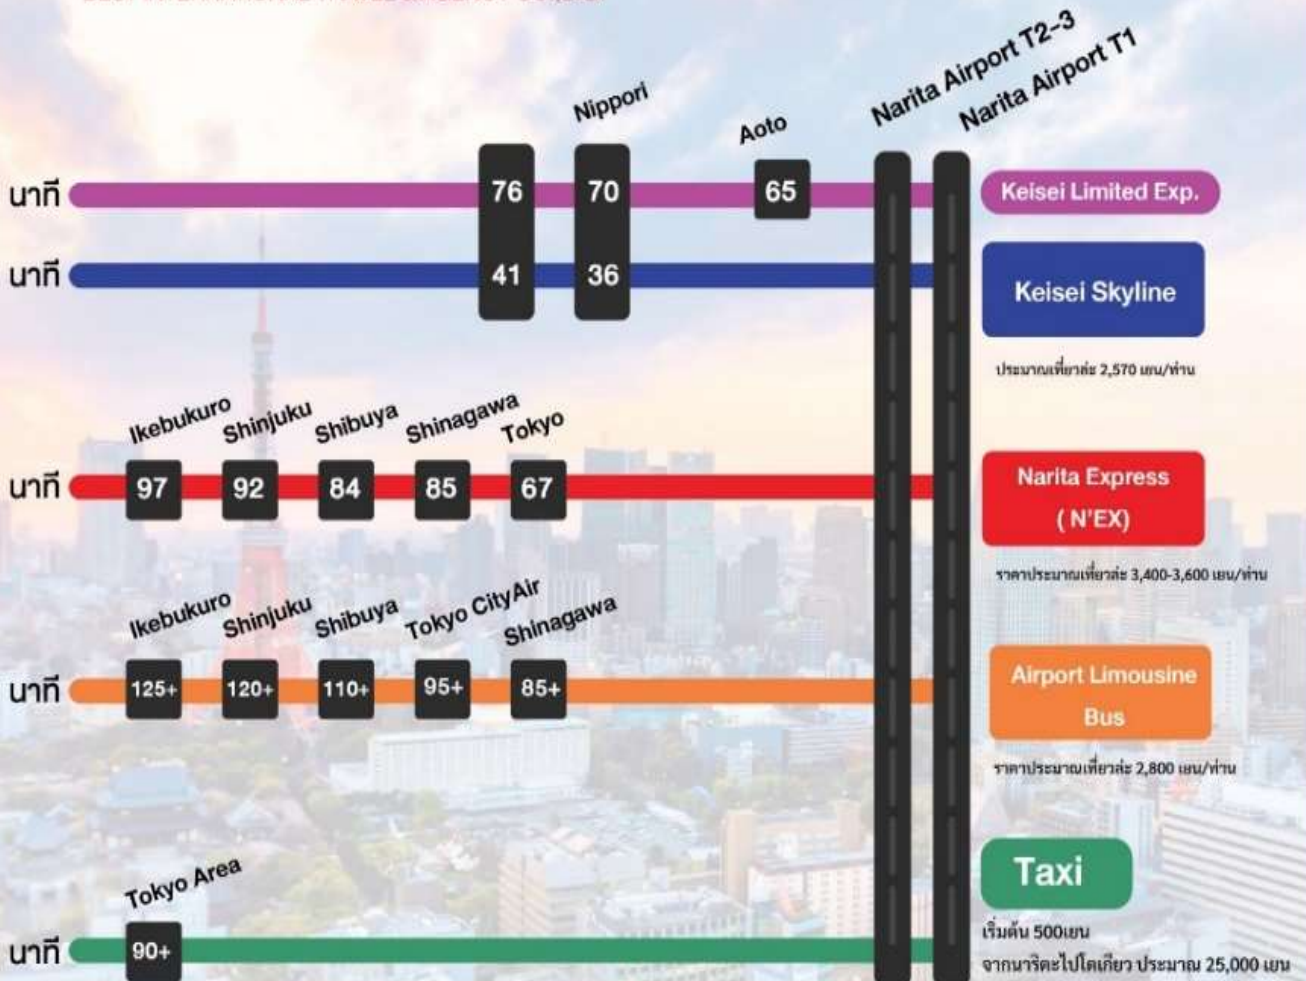 Narita Airport T2-3
Narita Airport T1
Nippori
Aoto
นาที
76
70
65
Keisei Limited Exp.
นาที
41
36
Keisei Skyline
ประมาณเที่ยวล่ะ 2,570 เยน/ท่าน
Ikebukuro
Shinjuku
Shibuya
Shinagawa
Tokyo
นาที
97
92
84
85
67
Narita Express
( N'EX)
ราคาประมาณเที่ยวล่ะ 3,400-3,600 เยน/ท่าน
Ikebukuro
Shinjuku
Shibuya
Tokyo CityAir
Shinagawa
นาที
125+
120+
110+
95+
85+
Airport Limousine
Bus
ราคาประมาณเที่ยวละ 2,800 เยน/ท่าน
Tokyo Area
นาที
90+
Taxi
เริ่มต้น 500เยน
จากนาริตะไปโตเกียว ประมาณ 25,000 เยน